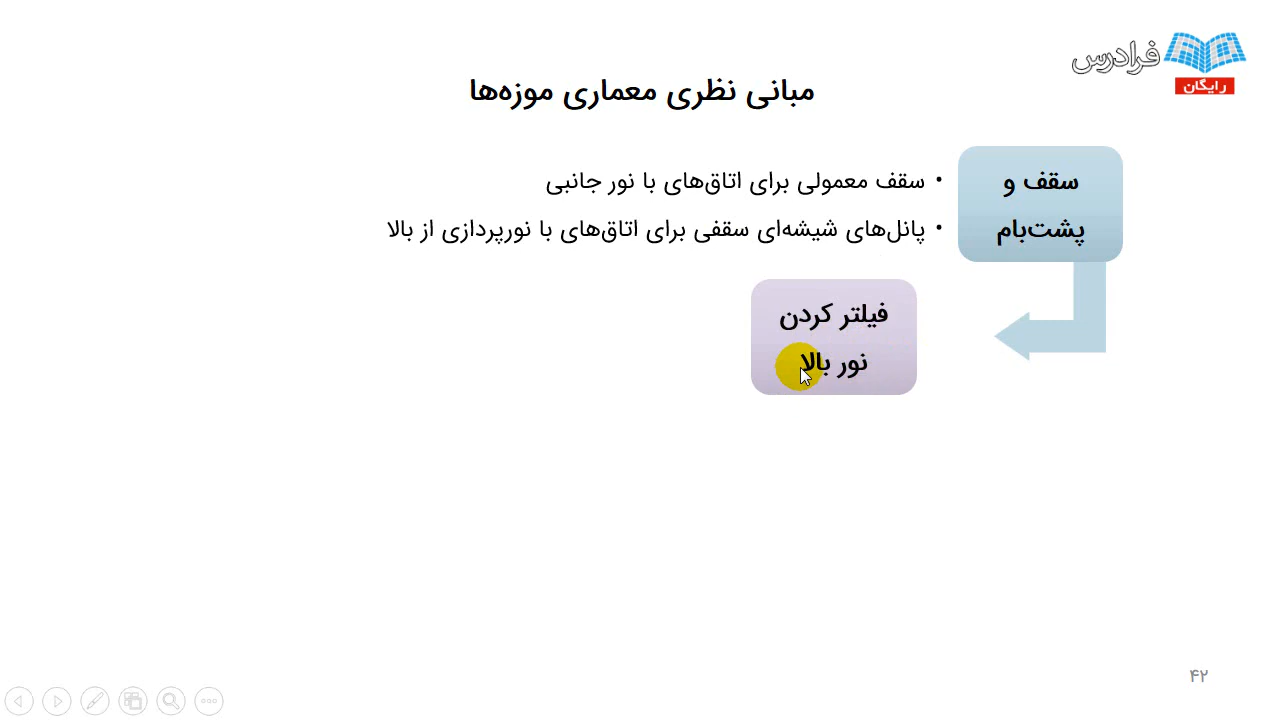 فرادرس
رایگان
مبانی نظری معماری موزه‌ها
سقف و
پشت‌بام
• سقف معمولی برای اتاق‌های با نور جانبی
• پانل‌های شیشه‌ای سقفی برای اتاق‌های با نورپردازی از بالا
فیلتر کردن
نور بالا
۴۲